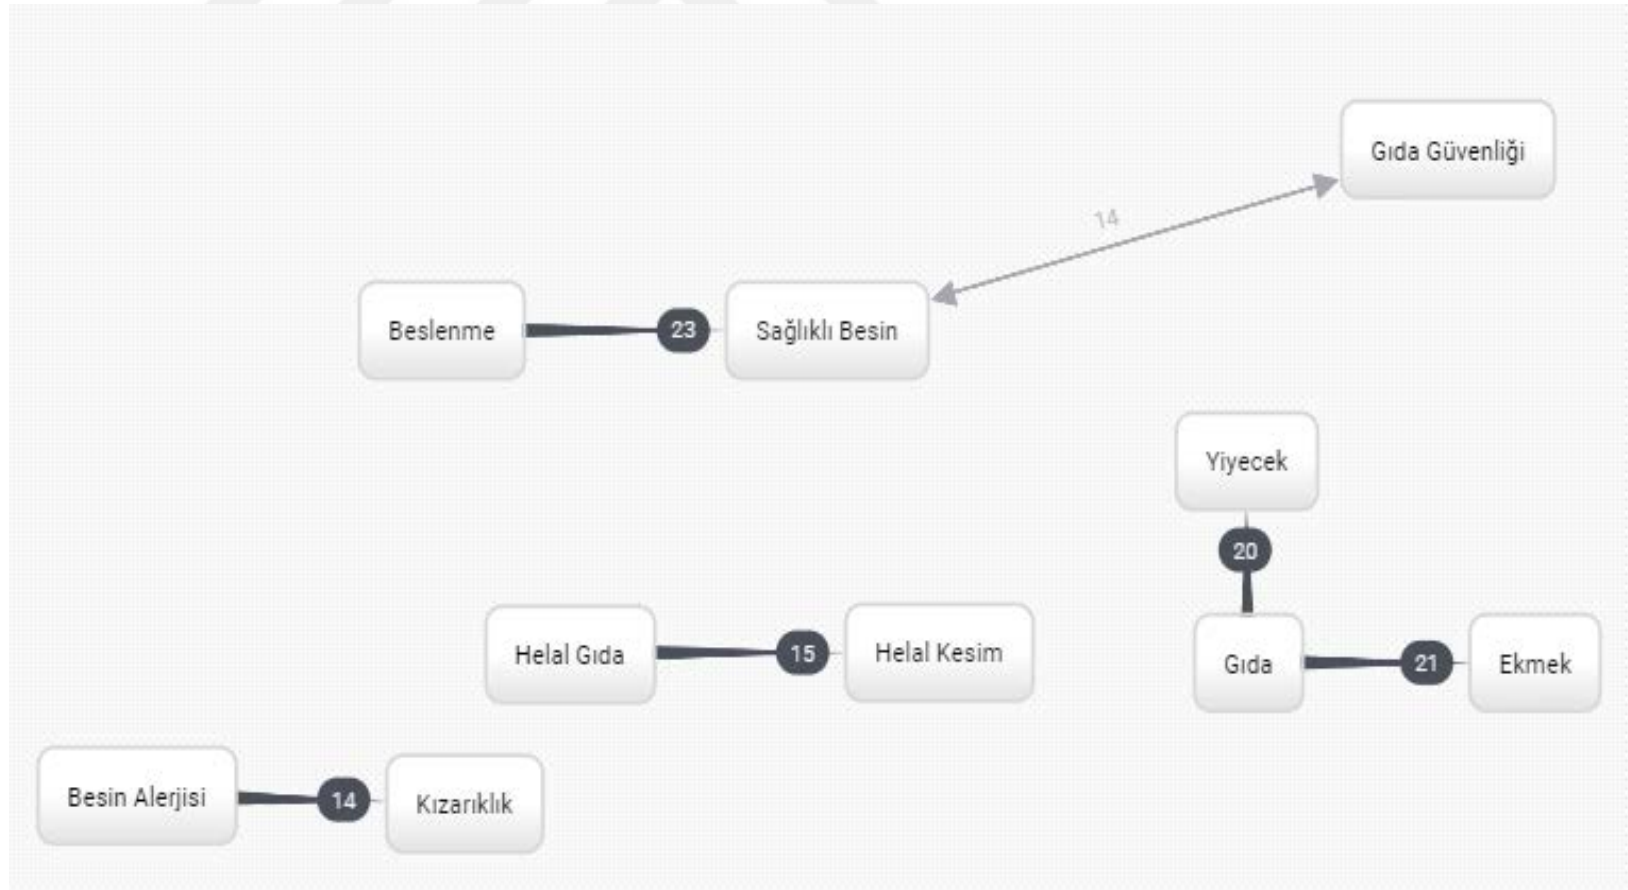 Gıda Güvenliği
14
Beslenme
23
Sağlıklı Besin
Yiyecek
20
Helal Gıda
15
Helal Kesim
Gıda
21
Ekmek
Besin Alerjisi
14
Kızarıklık